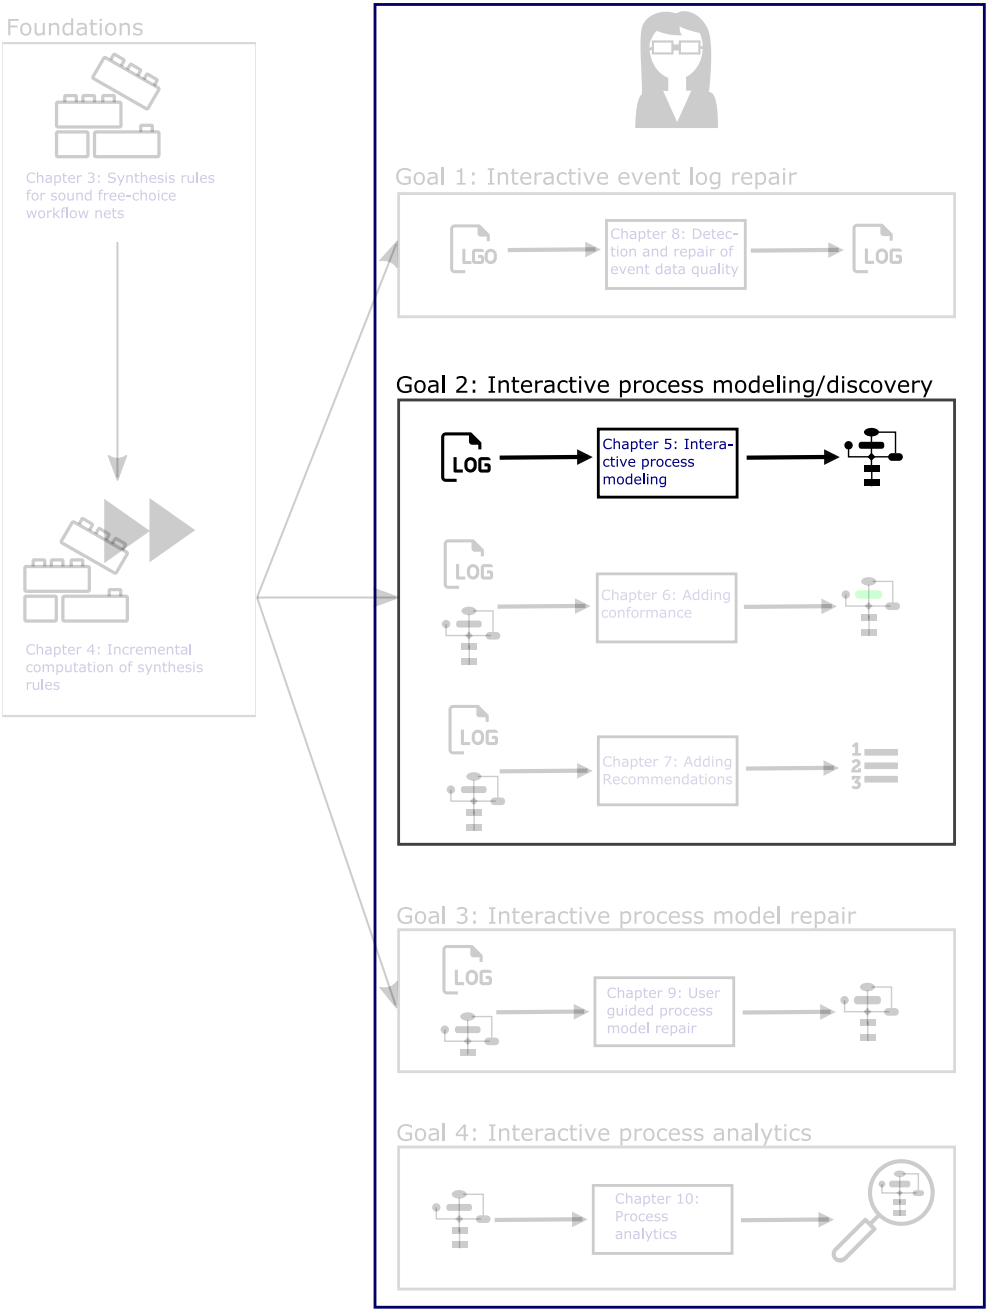 Foundations
Chapter 3: Synthesis rules
for sound free-choice
workflow nets
Chapter 4: Incremental
computation of synthesis
rules
Goal 1: Interactive event log repair
LGO
Chapter 8: Detec-
tion and repair of
event data quality
LOG
Goal 2: Interactive process modeling/discovery
LOG
Chapter 5: Intera-
ctive process
modeling
LOG
Chapter 6: Adding
conformance
LOG
Chapter 7: Adding
Recommendations
1
2
3
Goal 3: Interactive process model repair
LOG
Chapter 9: User
guided process
model repair
Goal 4: Interactive process analytics
Chapter 10:
Process
analytics